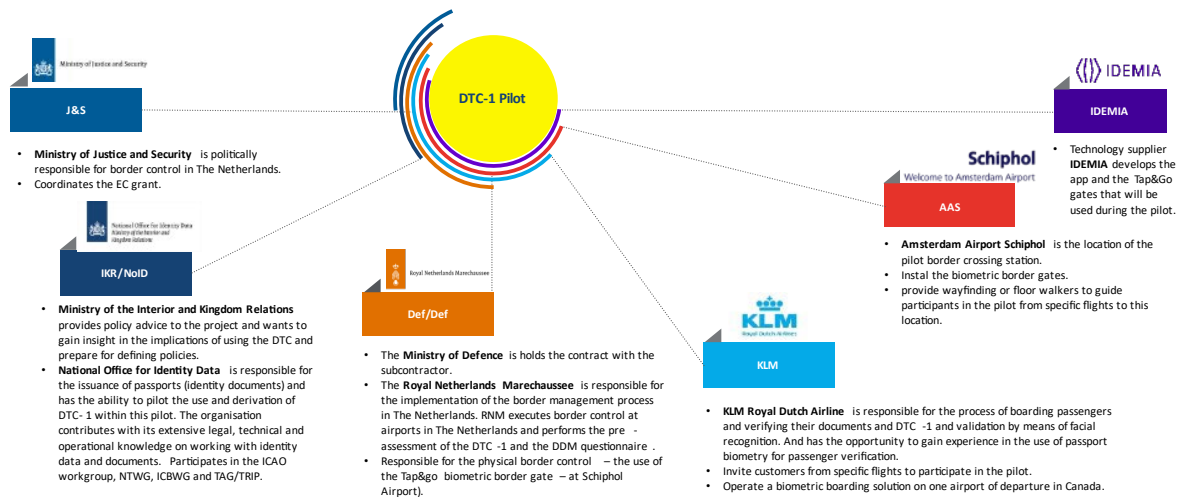 DTC-1 Pilot
Ministry of Justice and Security
J&S
• Ministry of Justice and Security is politically
responsible for border control in The Netherlands.
• Coordinates the EC grant.
National Office for Identity Data
Ministry of the Interior and
Kingdom Relations
IKR/NoID
• Ministry of the Interior and Kingdom Relations
provides policy advice to the project and wants to
gain insight in the implications of using the DTC and
prepare for defining policies.
• National Office for Identity Data is responsible for
the issuance of passports (identity documents) and
has the ability to pilot the use and derivation of
DTC- 1 within this pilot. The organisation
contributes with its extensive legal, technical and
operational knowledge on working with identity
data and documents. Participates in the ICAO
workgroup, NTWG, ICBWG and TAG/TRIP.
Royal Netherlands Marechaussee
Def/Def
• The Ministry of Defence is holds the contract with the
subcontractor.
• The Royal Netherlands Marechaussee is responsible for
the implementation of the border management process
in The Netherlands. RNM executes border control at
airports in The Netherlands and performs the pre -
assessment of the DTC -1 and the DDM questionnaire .
• Responsible for the physical border control – the use of
the Tap&go biometric border gate – at Schiphol
Airport).
KLM
Royal Dutch Airlines
KLM
• KLM Royal Dutch Airline is responsible for the process of boarding passengers
and verifying their documents and DTC -1 and validation by means of facial
recognition. And has the opportunity to gain experience in the use of passport
biometry for passenger verification.
• Invite customers from specific flights to participate in the pilot.
• Operate a biometric boarding solution on one airport of departure in Canada.
Schiphol
Welcome to Amsterdam Airport
AAS
• Amsterdam Airport Schiphol is the location of the
pilot border crossing station.
• Instal the biometric border gates.
• provide wayfinding or floor walkers to guide
participants in the pilot from specific flights to this
location.
IDEMIA
IDEMIA
• Technology supplier
IDEMIA develops the
app and the Tap&Go
gates that will be
used during the pilot.